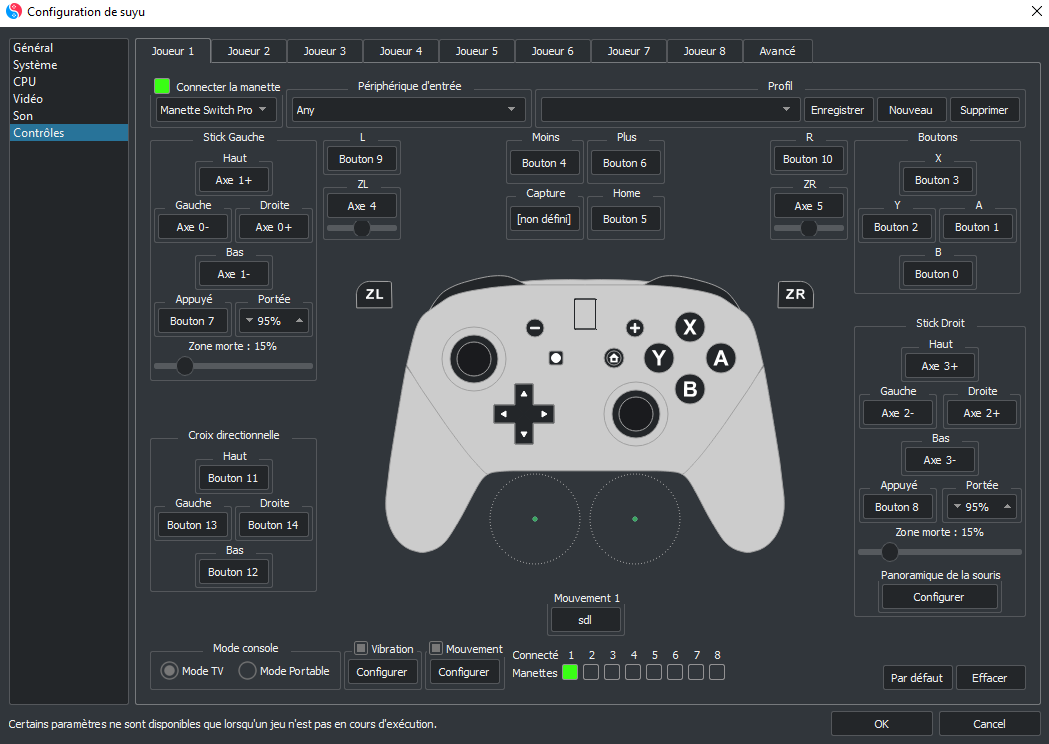 Configuration de suyu
Général
Système
CPU
Vidéo
Son
Contrôles
Joueur 1 Joueur 2 Joueur 3 Joueur 4 Joueur 5 Joueur 6 Joueur 7 Joueur 8 Avancé
Connecter la manette Périphérique d'entrée Profil
Manette Switch Pro Any Enregistrer Nouveau Supprimer
Stick Gauche
Haut
Axe 1+
Gauche Droite
Axe 0- Axe 0+
Bas
Axe 1-
Appuyé Portée
Bouton 7 95%
Zone morte : 15%
L
Bouton 9
ZL
Axe 4
Moins Plus
Bouton 4 Bouton 6
Capture Home
[non défini] Bouton 5
R
Bouton 10
ZR
Axe 5
Boutons
X
Bouton 3
Y A
Bouton 2 Bouton 1
B
Bouton 0
ZL ZR
X
Y A
B
Croix directionnelle
Haut
Bouton 11
Gauche Droite
Bouton 13 Bouton 14
Bas
Bouton 12
Stick Droit
Haut
Axe 3+
Gauche Droite
Axe 2- Axe 2+
Bas
Axe 3-
Appuyé Portée
Bouton 8 95%
Zone morte : 15%
Panoramique de la souris
Configurer
Mouvement 1
sdl
Mode console
Mode TV Mode Portable
Vibration
Configurer
Mouvement
Configurer
Connecté 1 2 3 4 5 6 7 8
Manettes
Par défaut Effacer
Certains paramètres ne sont disponibles que lorsqu'un jeu n'est pas en cours d'exécution.
OK Cancel